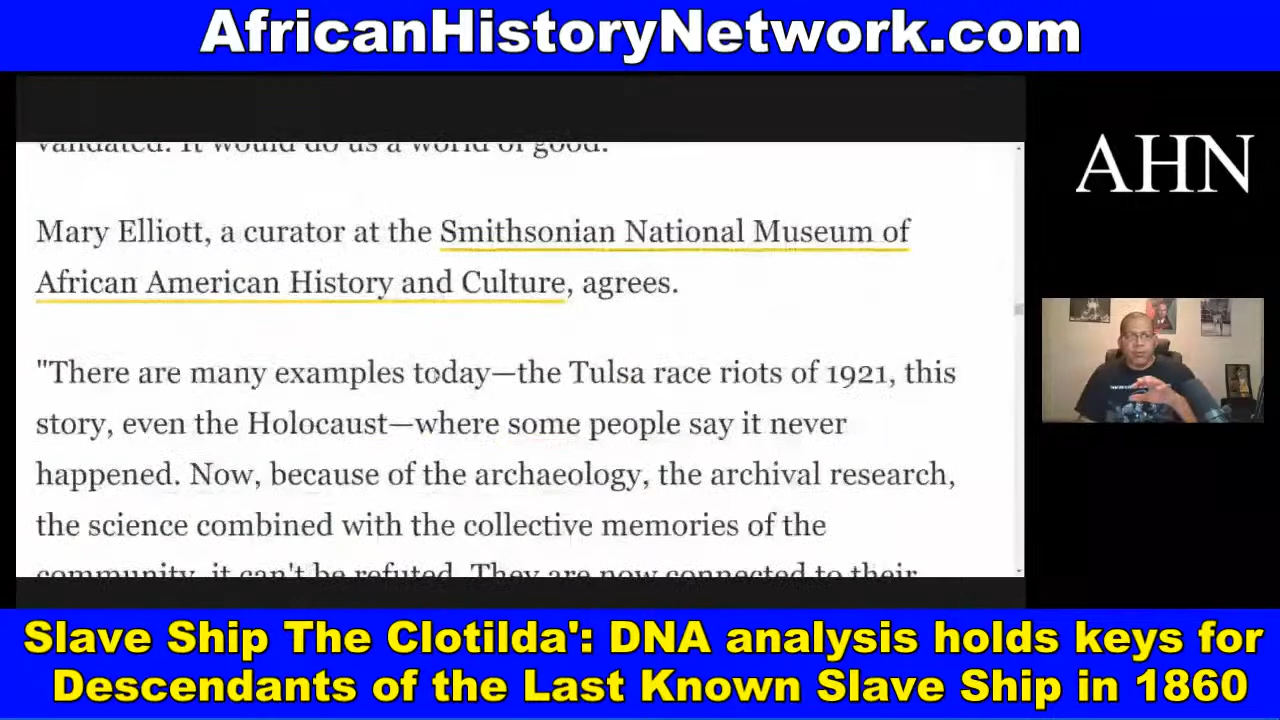 AfricanHistoryNetwork.com
validated. It would do us a world of good.
Mary Elliott, a curator at the Smithsonian National Museum of
African American History and Culture, agrees.
"There are many examples today—the Tulsa race riots of 1921, this
story, even the Holocaust—where some people say it never
happened. Now, because of the archaeology, the archival research,
the science combined with the collective memories of the
community, it can't be refuted. They are now connected to their
AHN
Slave Ship The Clotilda': DNA analysis holds keys for
Descendants of the Last Known Slave Ship in 1860